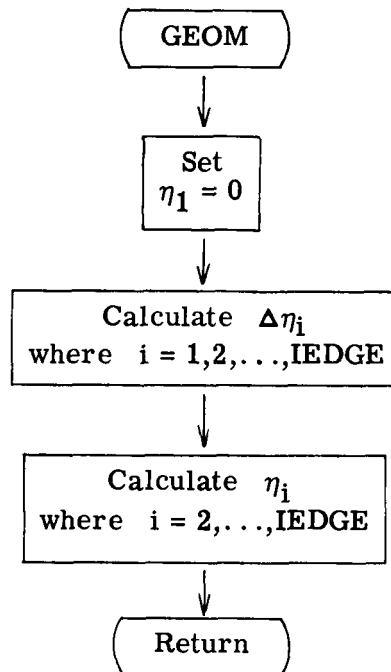 GEOM
Set
η₁ = 0
Calculate Δηᵢ
where i = 1,2,...,IEDGE
Calculate ηᵢ
where i = 2,...,IEDGE
Return